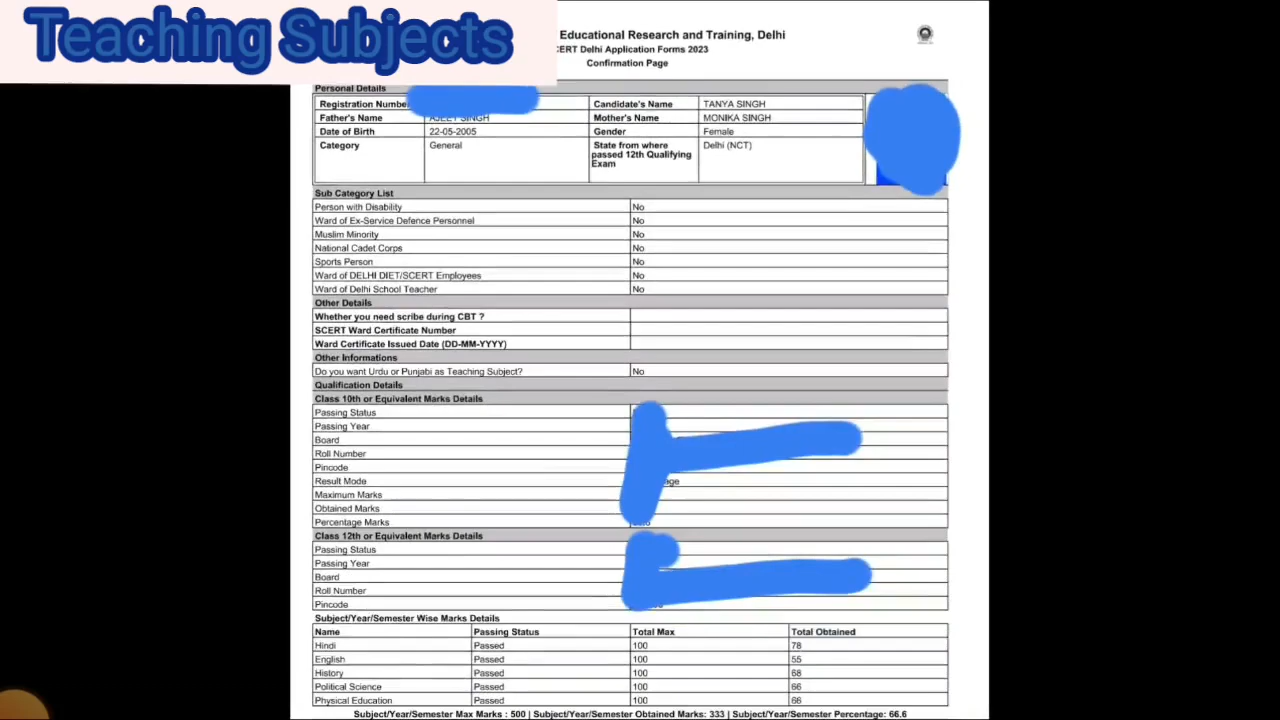 Teaching Subjects
Educational Research and Training, Delhi
CERT Delhi Application Forms 2023
Confirmation Page
Personal Details
Registration Number Candidate's Name TANYA SINGH
Father's Name AJEET SINGH Mother's Name MONIKA SINGH
Date of Birth 22-05-2005 Gender Female
Category General State from where Delhi (NCT)
passed 12th Qualifying
Exam
Sub Category List
Person with Disability No
Ward of Ex-Service Defence Personnel No
Muslim Minority No
National Cadet Corps No
Sports Person No
Ward of DELHI DIET/SCERT Employees No
Ward of Delhi School Teacher No
Other Details
Whether you need scribe during CBT ?
SCERT Ward Certificate Number
Ward Certificate Issued Date (DD-MM-YYYY)
Other Informations
Do you want Urdu or Punjabi as Teaching Subject? No
Qualification Details
Class 10th or Equivalent Marks Details
Passing Status
Passing Year
Board
Roll Number
Pincode
Result Mode
Maximum Marks
Obtained Marks
Percentage Marks
Class 12th or Equivalent Marks Details
Passing Status
Passing Year
Board
Roll Number
Pincode
Subject/Year/Semester Wise Marks Details
Name Passing Status Total Max Total Obtained
Hindi Passed 100 78
English Passed 100 55
History Passed 100 68
Political Science Passed 100 66
Physical Education Passed 100 66
Subject/Year/Semester Max Marks : 500 | Subject/Year/Semester Obtained Marks: 333 | Subject/Year/Semester Percentage: 66.6